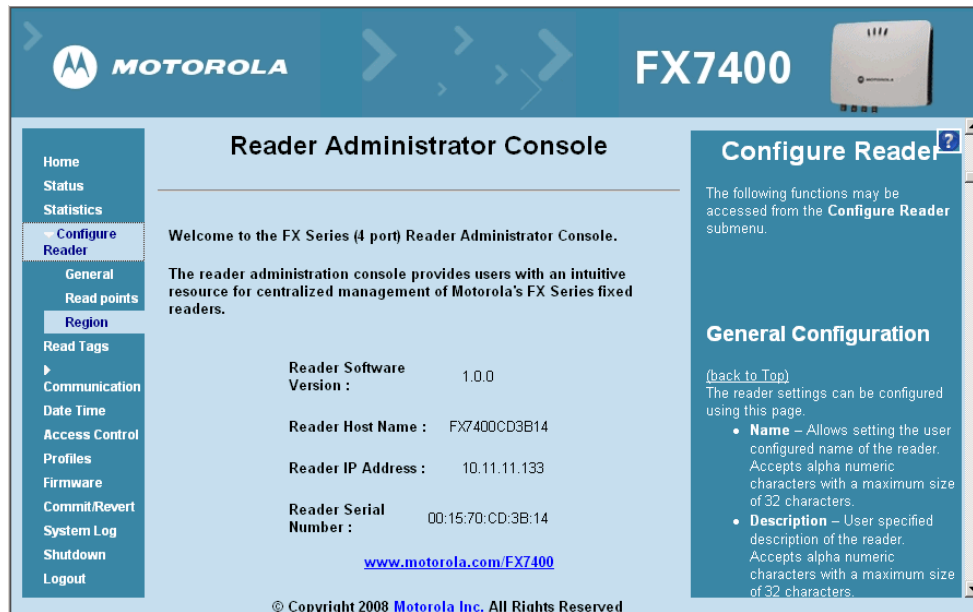 MOTOROLA
FX7400
Home
Status
Statistics
Configure
Reader
General
Read points
Region
Read Tags
Communication
Date Time
Access Control
Profiles
Firmware
Commit/Revert
System Log
Shutdown
Logout
Reader Administrator Console
Welcome to the FX Series (4 port) Reader Administrator Console.
The reader administration console provides users with an intuitive
resource for centralized management of Motorola's FX Series fixed
readers.
Reader Software
Version : 1.0.0
Reader Host Name : FX7400CD3B14
Reader IP Address : 10.11.11.133
Reader Serial
Number : 00:15:70:CD:3B:14
www.motorola.com/FX7400
© Copyright 2008 Motorola Inc. All Rights Reserved
?
Configure Reader
The following functions may be
accessed from the Configure Reader
submenu.
General Configuration
(back to Top)
The reader settings can be configured
using this page.
• Name – Allows setting the user
configured name of the reader.
Accepts alpha numeric
characters with a maximum size
of 32 characters.
• Description – User specified
description of the reader.
Accepts alpha numeric
characters with a maximum size
of 32 characters.